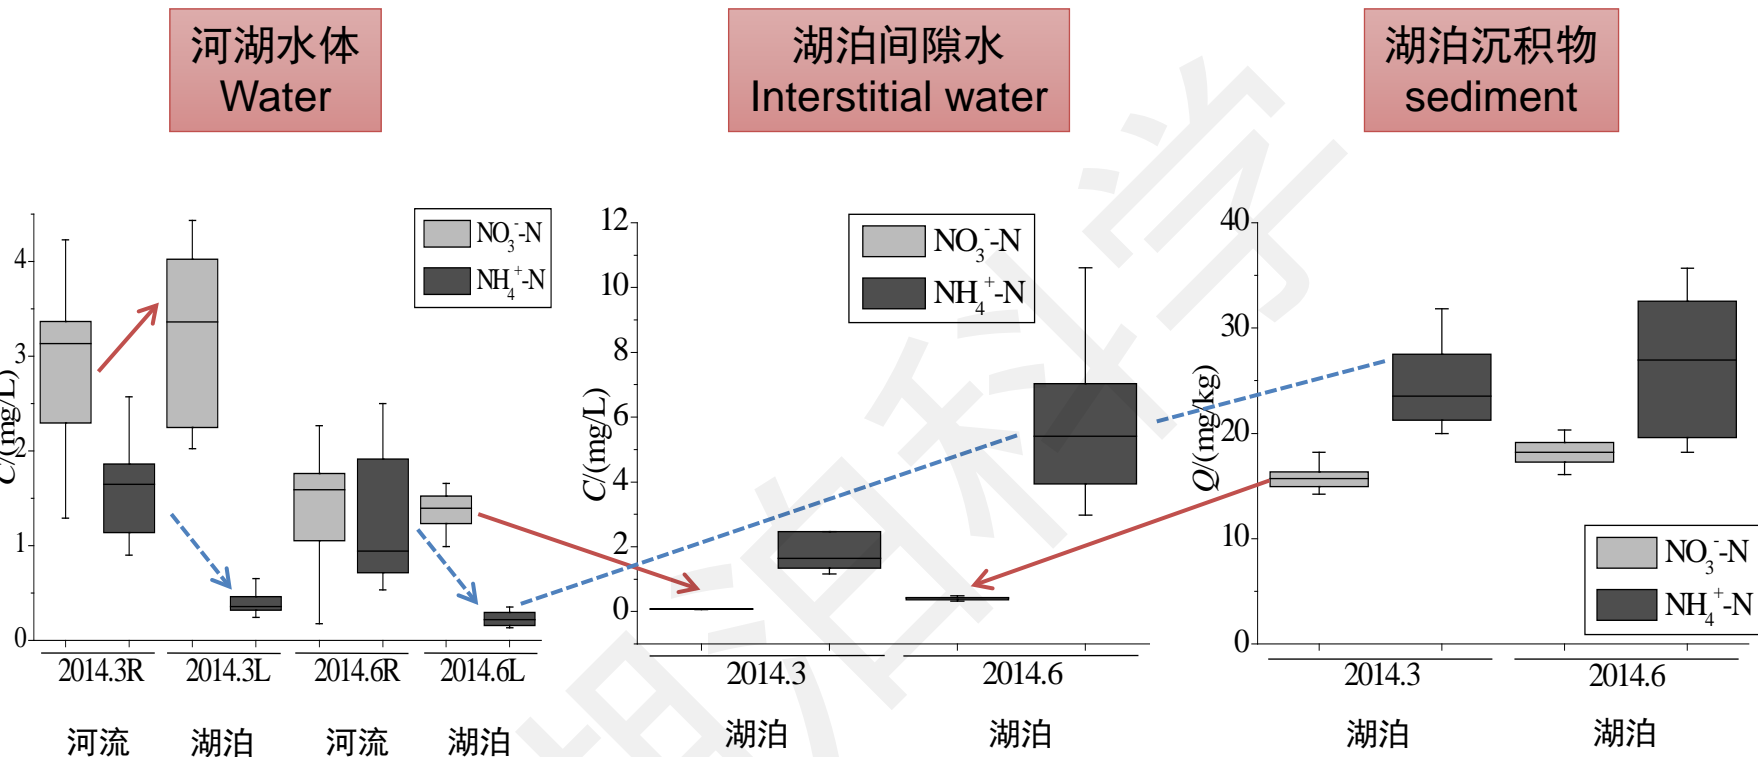 河湖水体
Water
湖泊间隙水
Interstitial water
湖泊沉积物
sediment
C/(mg/L)
4
3
2
1
0
NO₃⁻-N
NH₄⁺-N
2014.3R
2014.3L
2014.6R
2014.6L
河流
湖泊
河流
湖泊
C/(mg/L)
12
10
8
6
4
2
0
NO₃⁻-N
NH₄⁺-N
2014.3
2014.6
湖泊
湖泊
Q/(mg/kg)
40
30
20
10
0
NO₃⁻-N
NH₄⁺-N
2014.3
2014.6
湖泊
湖泊
湖泊科学